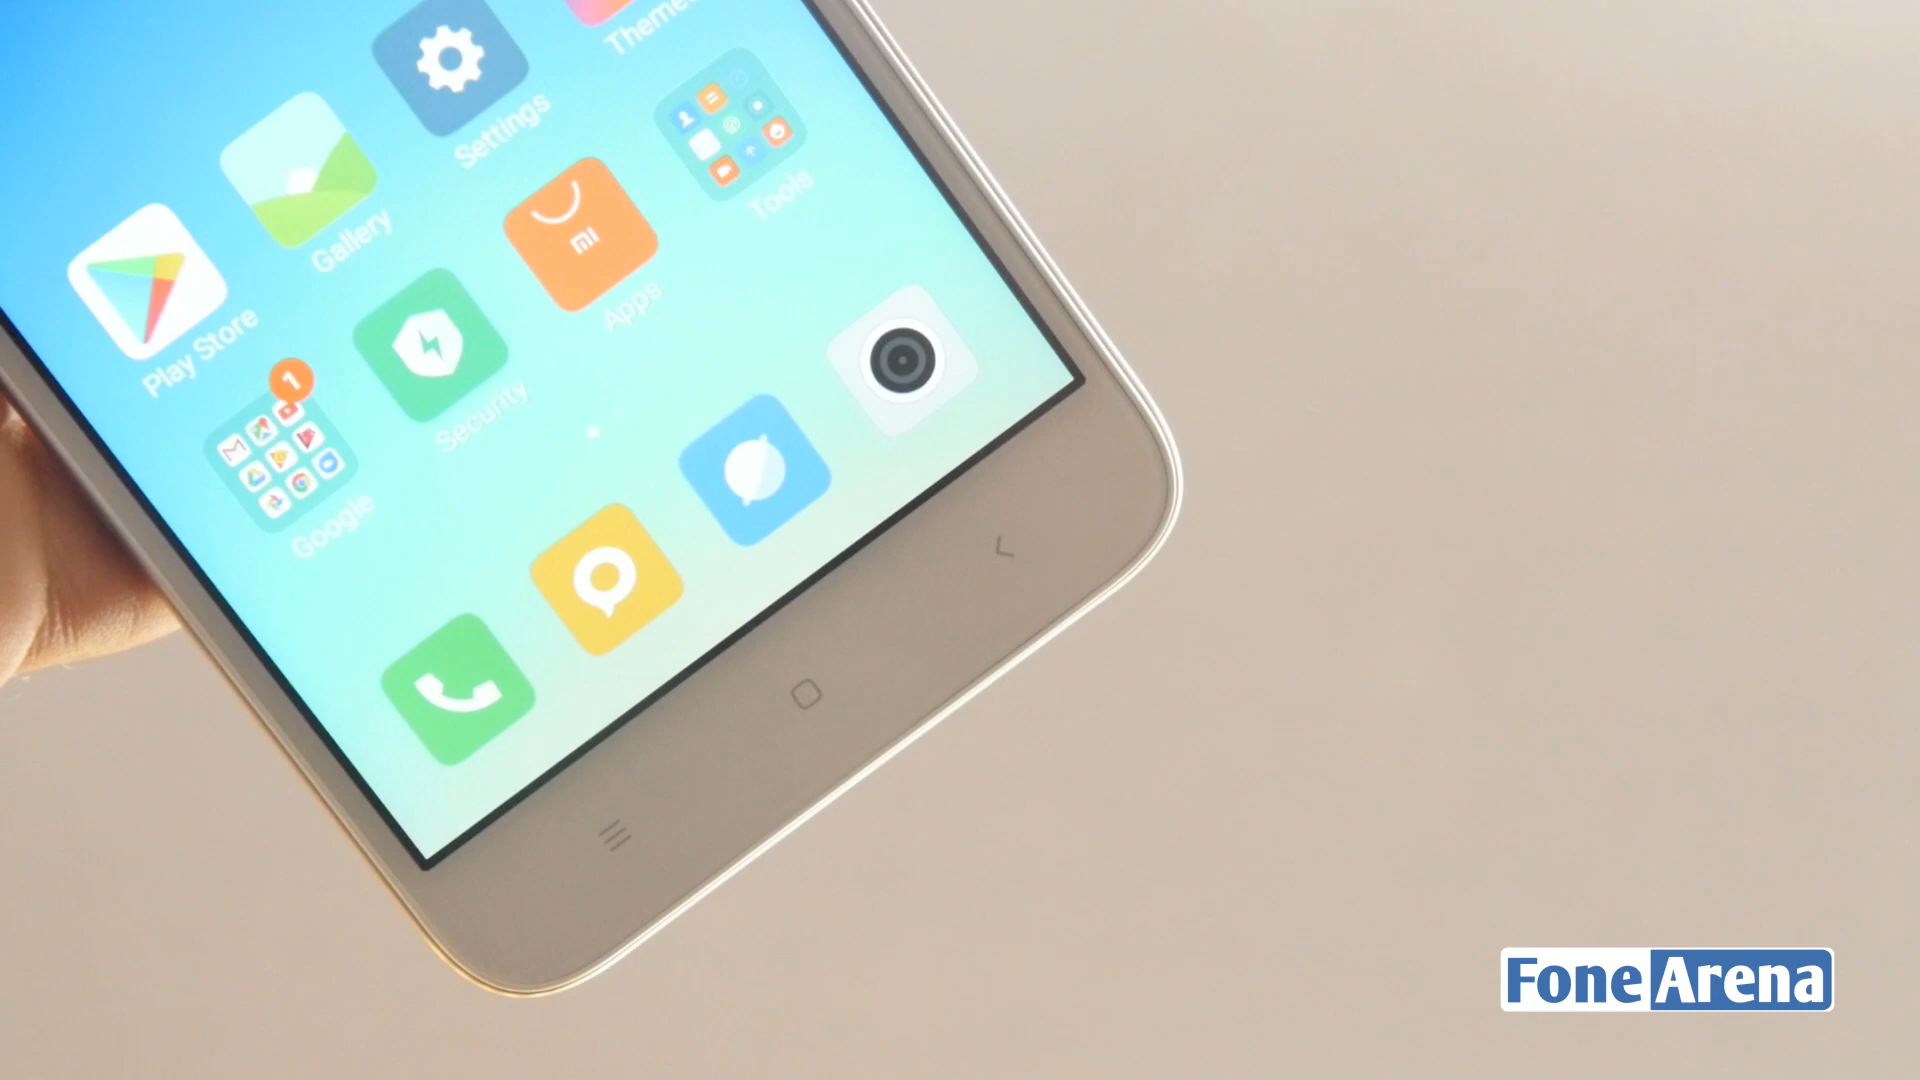 Themes
Settings
Tools
Gallery
mi
Apps
Play Store
Security
1
Google
FoneArena